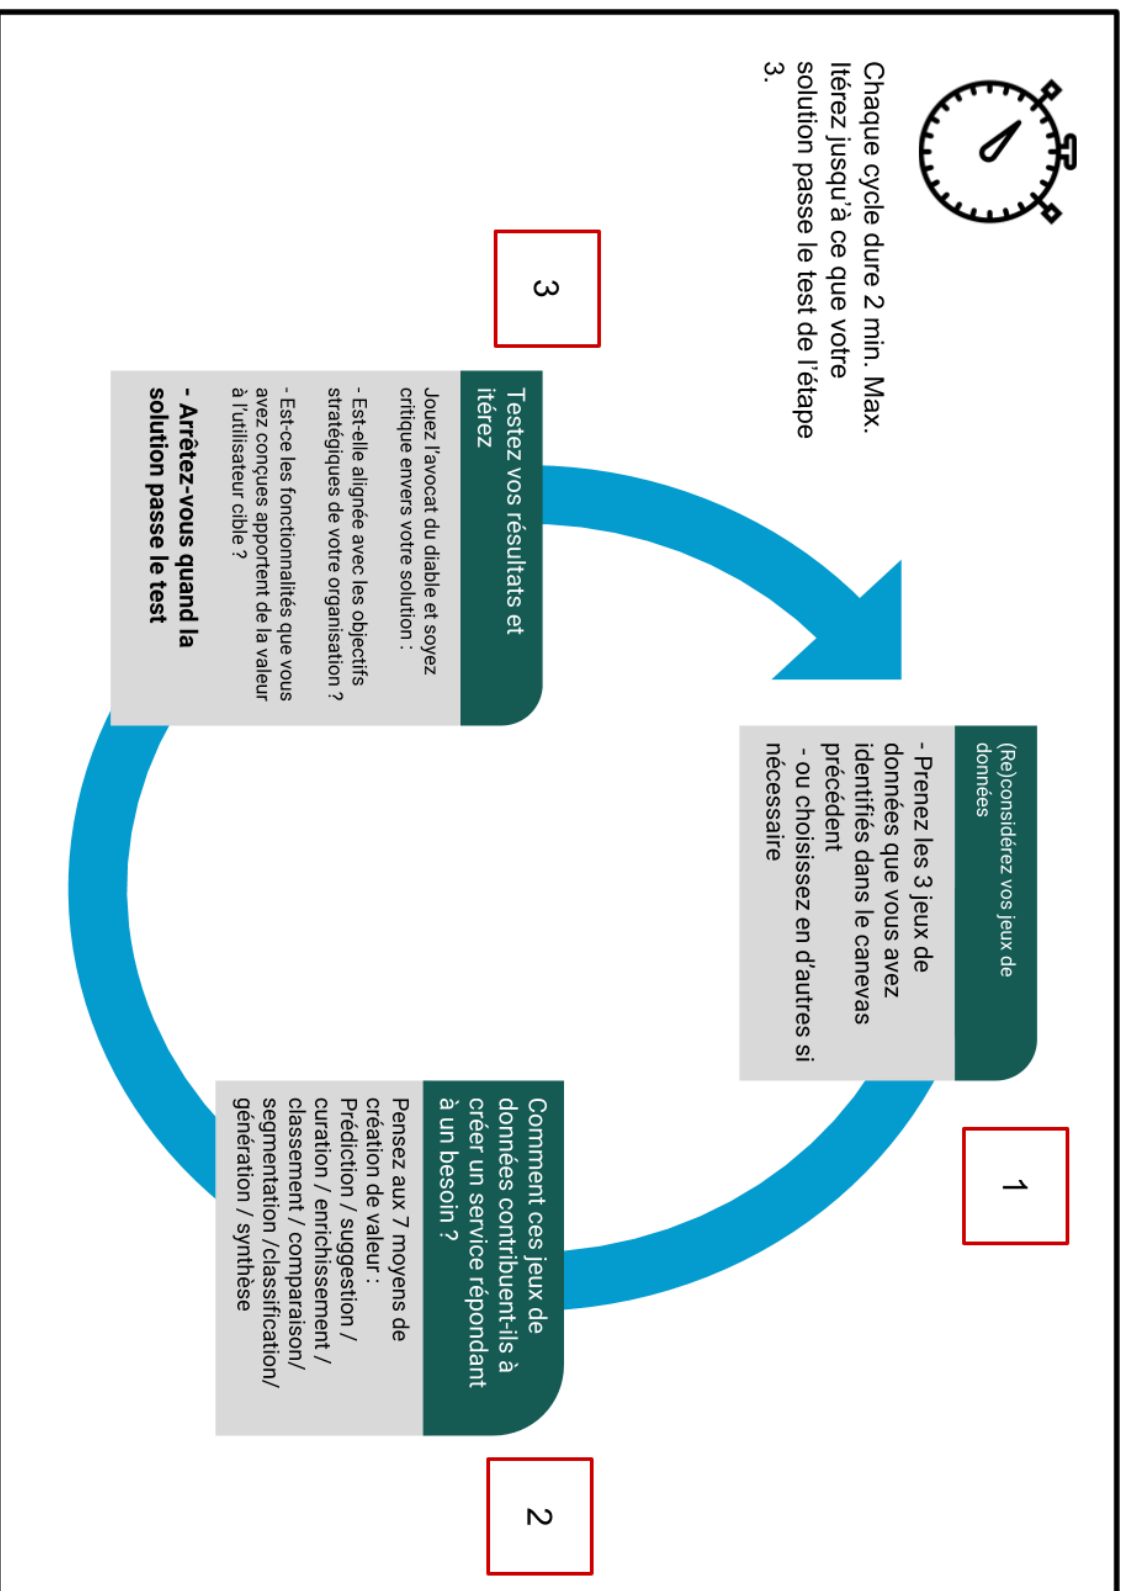 Chaque cycle dure 2 min. Max.
Itérez jusqu'à ce que votre
solution passe le test de l'étape
3.
1
(Re)considérez vos jeux de
données
- Prenez les 3 jeux de
données que vous avez
identifiés dans le canevas
précédent
- ou choisissez en d'autres si
nécessaire
2
Comment ces jeux de
données contribuent-ils à
créer un service répondant
à un besoin ?
Pensez aux 7 moyens de
création de valeur :
Prédiction / suggestion /
curation / enrichissement /
classement / comparaison/
segmentation /classification/
génération / synthèse
3
Testez vos résultats et
itérez
Jouez l'avocat du diable et soyez
critique envers votre solution :
- Est-elle alignée avec les objectifs
stratégiques de votre organisation ?
- Est-ce les fonctionnalités que vous
avez conçues apportent de la valeur
à l'utilisateur cible ?
- Arrêtez-vous quand la
solution passe le test